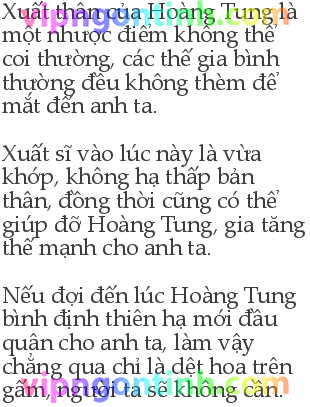 Xuất thân của Hoàng Tung là
một nhược điểm không thể
coi thường, các thế gia bình
thường đều không thèm để
mắt đến anh ta.
Xuất sĩ vào lúc này là vừa
khớp, không hạ thấp bản
thân, đồng thời cũng có thể
giúp đỡ Hoàng Tung, gia tăng
thế mạnh cho anh ta.
Nếu đợi đến lúc Hoàng Tung
bình định thiên hạ mới đầu
quân cho anh ta, làm vậy
chẳng qua chỉ là dệt hoa trên
gấm, người ta sẽ không cần.
vipngontinh.com
vipngontinh.com